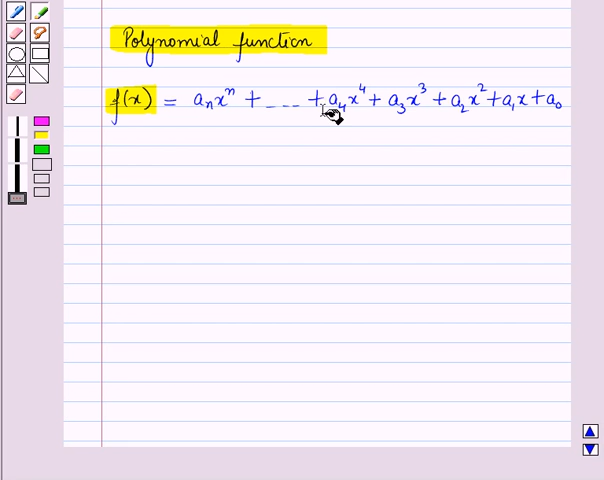 Polynomial function
f(x) = aₙxⁿ + _ _ _ + a₄x⁴ + a₃x³ + a₂x² + a₁x + a₀